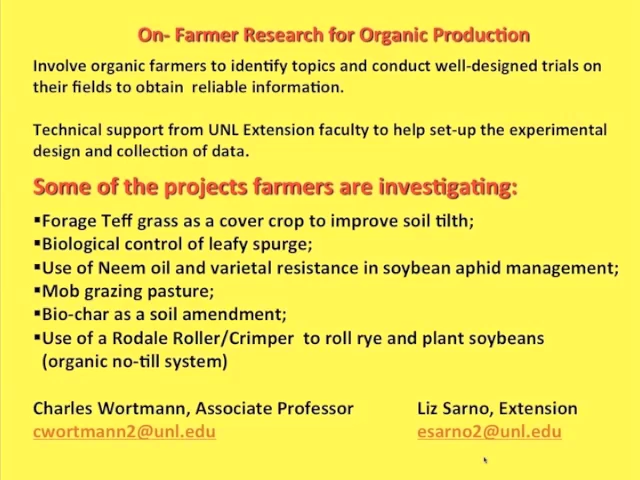 On- Farmer Research for Organic Production
Involve organic farmers to identify topics and conduct well-designed trials on
their fields to obtain  reliable information.
Technical support from UNL Extension faculty to help set-up the experimental
design and collection of data.
Some of the projects farmers are investigating:
▪Forage Teff grass as a cover crop to improve soil tilth;
▪Biological control of leafy spurge;
▪Use of Neem oil and varietal resistance in soybean aphid management;
▪Mob grazing pasture;
▪Bio-char as a soil amendment;
▪Use of a Rodale Roller/Crimper  to roll rye and plant soybeans
(organic no-till system)
Charles Wortmann, Associate Professor Liz Sarno, Extension
cwortmann2@unl.edu esarno2@unl.edu